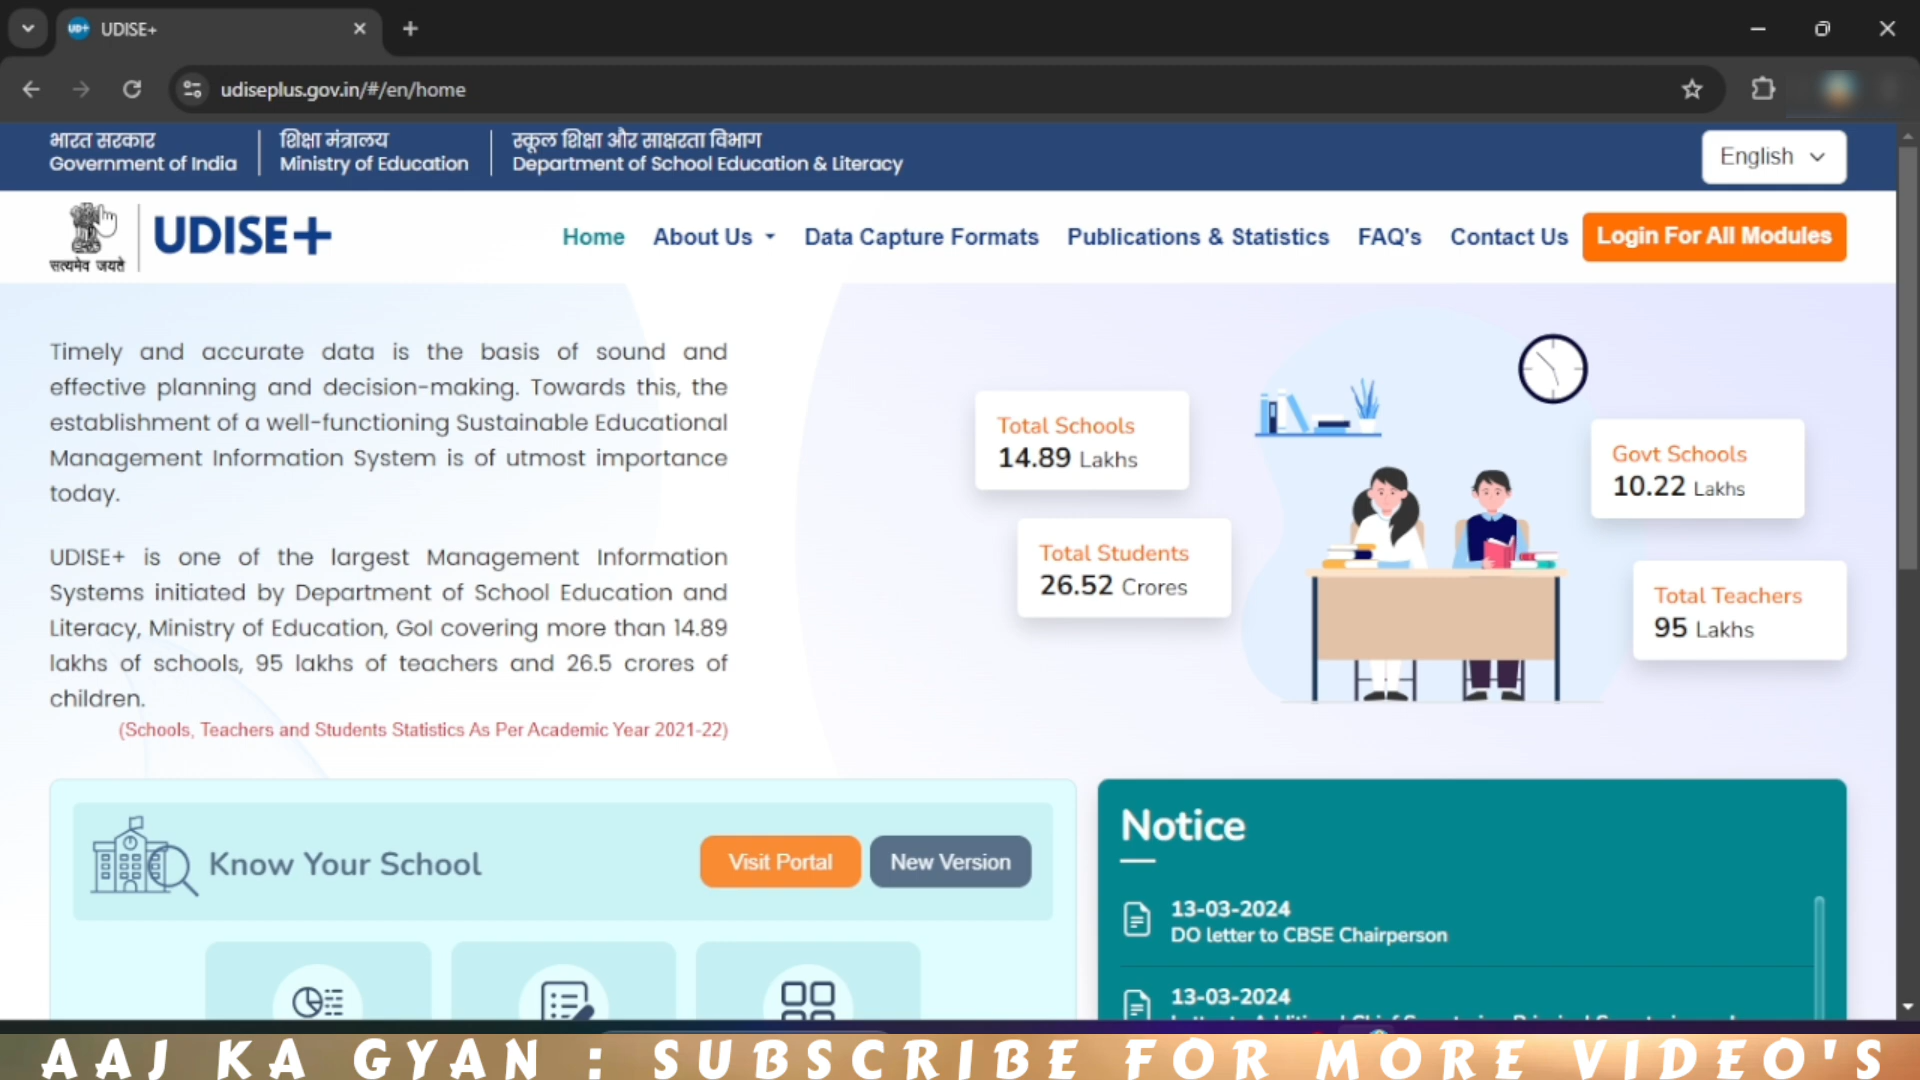 UDISE+
udiseplus.gov.in/#/en/home
भारत सरकार
Government of India
शिक्षा मंत्रालय
Ministry of Education
स्कूल शिक्षा और साक्षरता विभाग
Department of School Education & Literacy
English
सत्यमेव जयते
UDISE+
Home
About Us
Data Capture Formats
Publications & Statistics
FAQ's
Contact Us
Login For All Modules
Timely and accurate data is the basis of sound and
effective planning and decision-making. Towards this, the
establishment of a well-functioning Sustainable Educational
Management Information System is of utmost importance
today.
UDISE+ is one of the largest Management Information
Systems initiated by Department of School Education and
Literacy, Ministry of Education, GoI covering more than 14.89
lakhs of schools, 95 lakhs of teachers and 26.5 crores of
children.
(Schools, Teachers and Students Statistics As Per Academic Year 2021-22)
Total Schools
14.89 Lakhs
Total Students
26.52 Crores
Govt Schools
10.22 Lakhs
Total Teachers
95 Lakhs
Know Your School
Visit Portal
New Version
Notice
13-03-2024
DO letter to CBSE Chairperson
13-03-2024
AAJ KA GYAN : SUBSCRIBE FOR MORE VIDEO'S